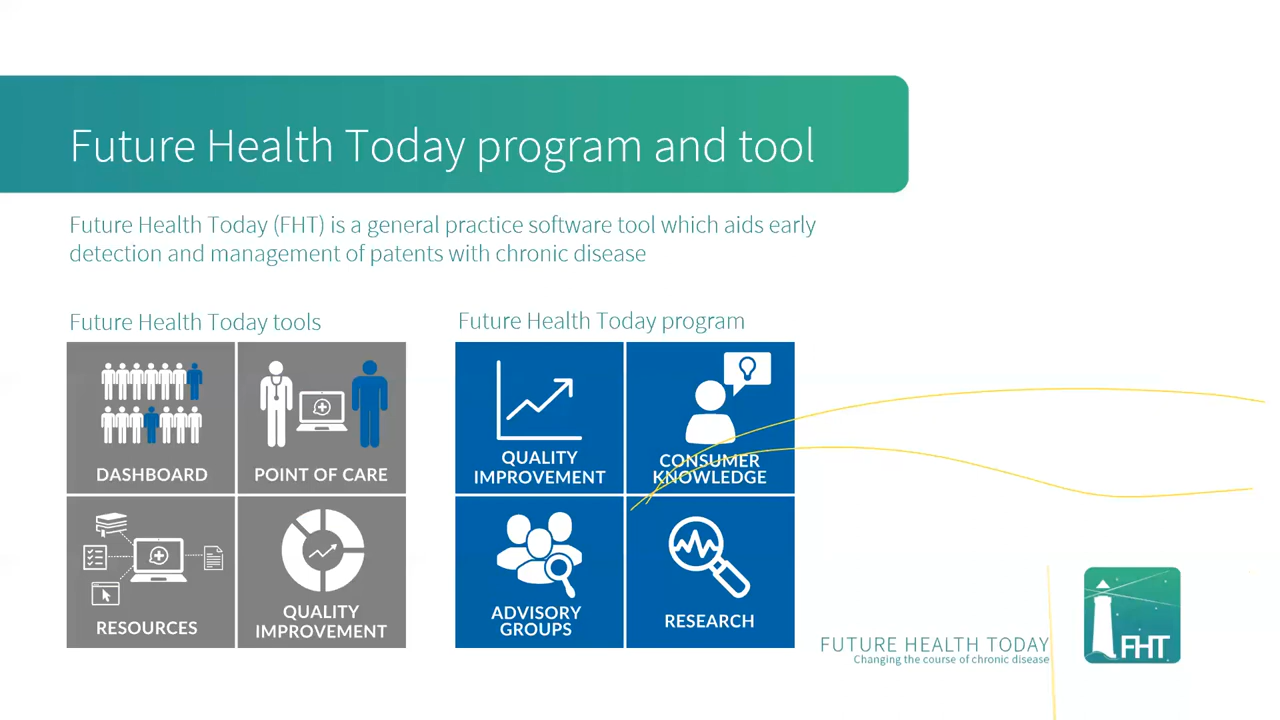 Future Health Today program and tool
Future Health Today (FHT) is a general practice software tool which aids early
detection and management of patents with chronic disease
Future Health Today tools
DASHBOARD
POINT OF CARE
RESOURCES
QUALITY
IMPROVEMENT
Future Health Today program
QUALITY
IMPROVEMENT
CONSUMER
KNOWLEDGE
ADVISORY
GROUPS
RESEARCH
FUTURE HEALTH TODAY
Changing the course of chronic disease
FHT